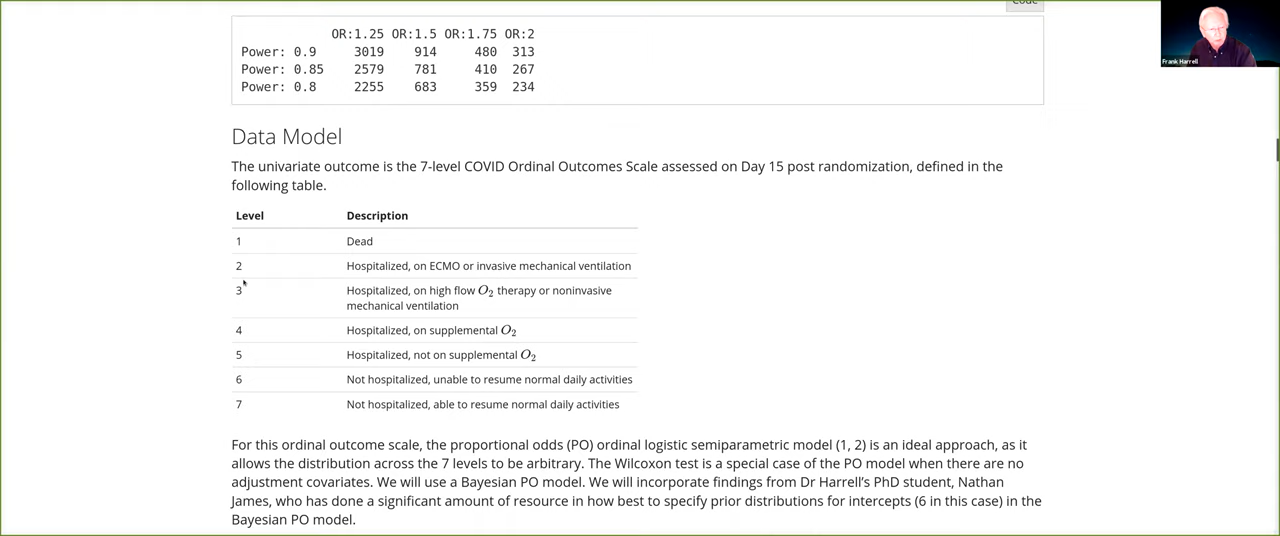 Code
Frank Harrell
OR:1.25 OR:1.5 OR:1.75 OR:2
Power: 0.9 3019 914 480 313
Power: 0.85 2579 781 410 267
Power: 0.8 2255 683 359 234
Data Model
The univariate outcome is the 7-level COVID Ordinal Outcomes Scale assessed on Day 15 post randomization, defined in the
following table.
Level Description
1 Dead
2 Hospitalized, on ECMO or invasive mechanical ventilation
3 Hospitalized, on high flow O₂ therapy or noninvasive
mechanical ventilation
4 Hospitalized, on supplemental O₂
5 Hospitalized, not on supplemental O₂
6 Not hospitalized, unable to resume normal daily activities
7 Not hospitalized, able to resume normal daily activities
For this ordinal outcome scale, the proportional odds (PO) ordinal logistic semiparametric model (1, 2) is an ideal approach, as it
allows the distribution across the 7 levels to be arbitrary. The Wilcoxon test is a special case of the PO model when there are no
adjustment covariates. We will use a Bayesian PO model. We will incorporate findings from Dr Harrell’s PhD student, Nathan
James, who has done a significant amount of resource in how best to specify prior distributions for intercepts (6 in this case) in the
Bayesian PO model.